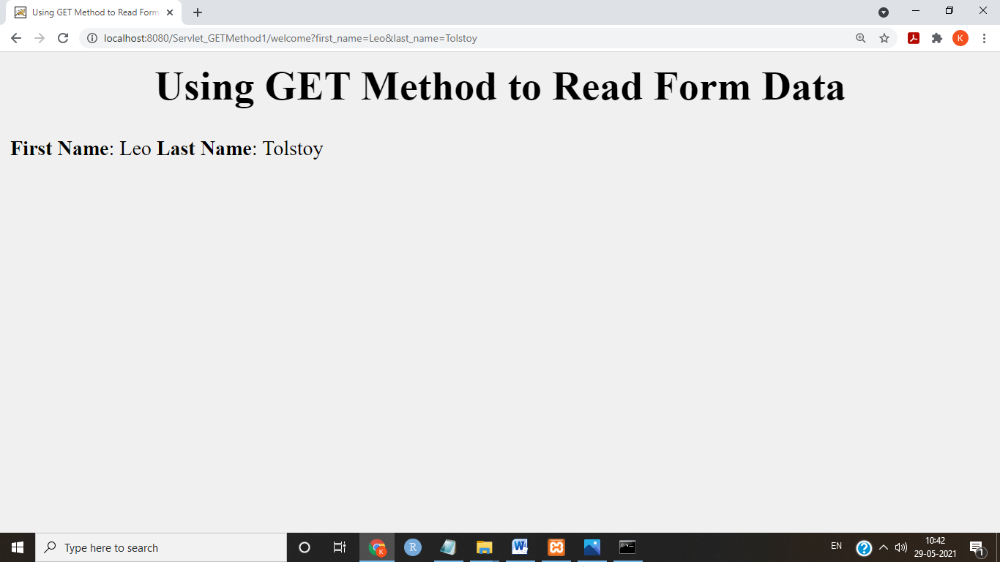 Using GET Method to Read Form
localhost:8080/Servlet_GETMethod1/welcome?first_name=Leo&last_name=Tolstoy
K
Using GET Method to Read Form Data
First Name: Leo Last Name: Tolstoy
Type here to search
K
R
W
EN
?
10:42
29-05-2021
1